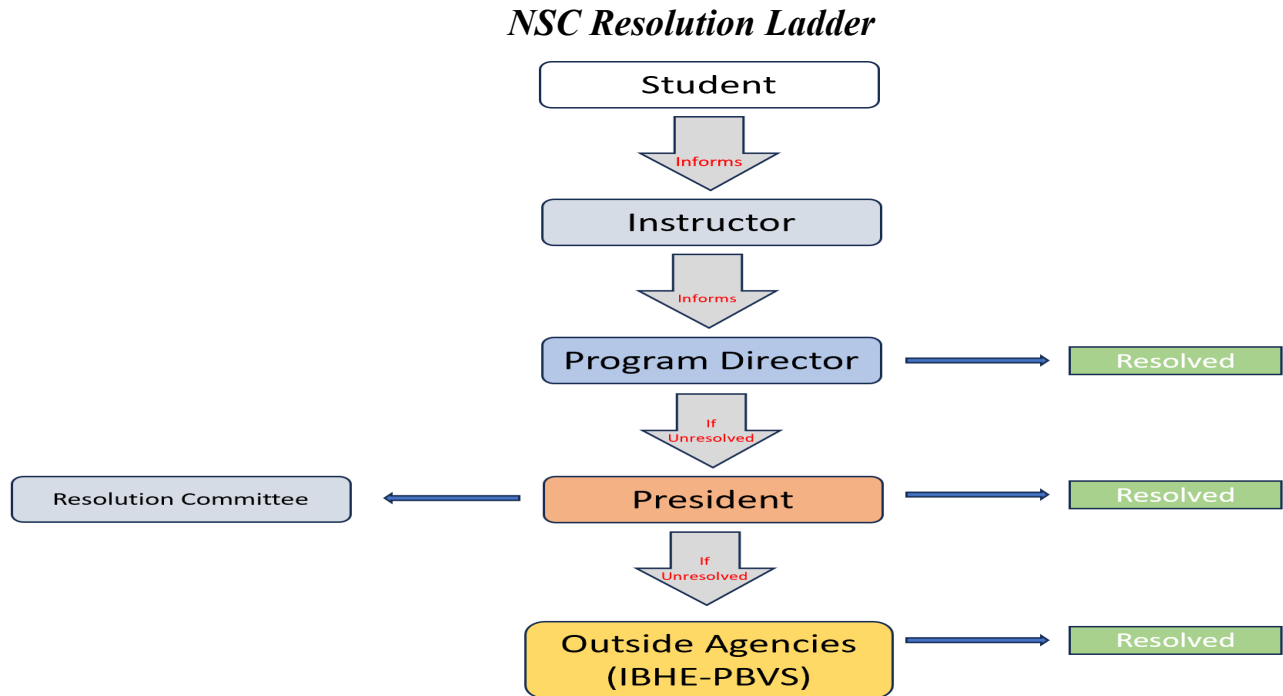 NSC Resolution Ladder
Student
Informs
Instructor
Informs
Program Director
Resolved
If
Unresolved
Resolution Committee
President
Resolved
If
Unresolved
Outside Agencies
(IBHE-PBVS)
Resolved